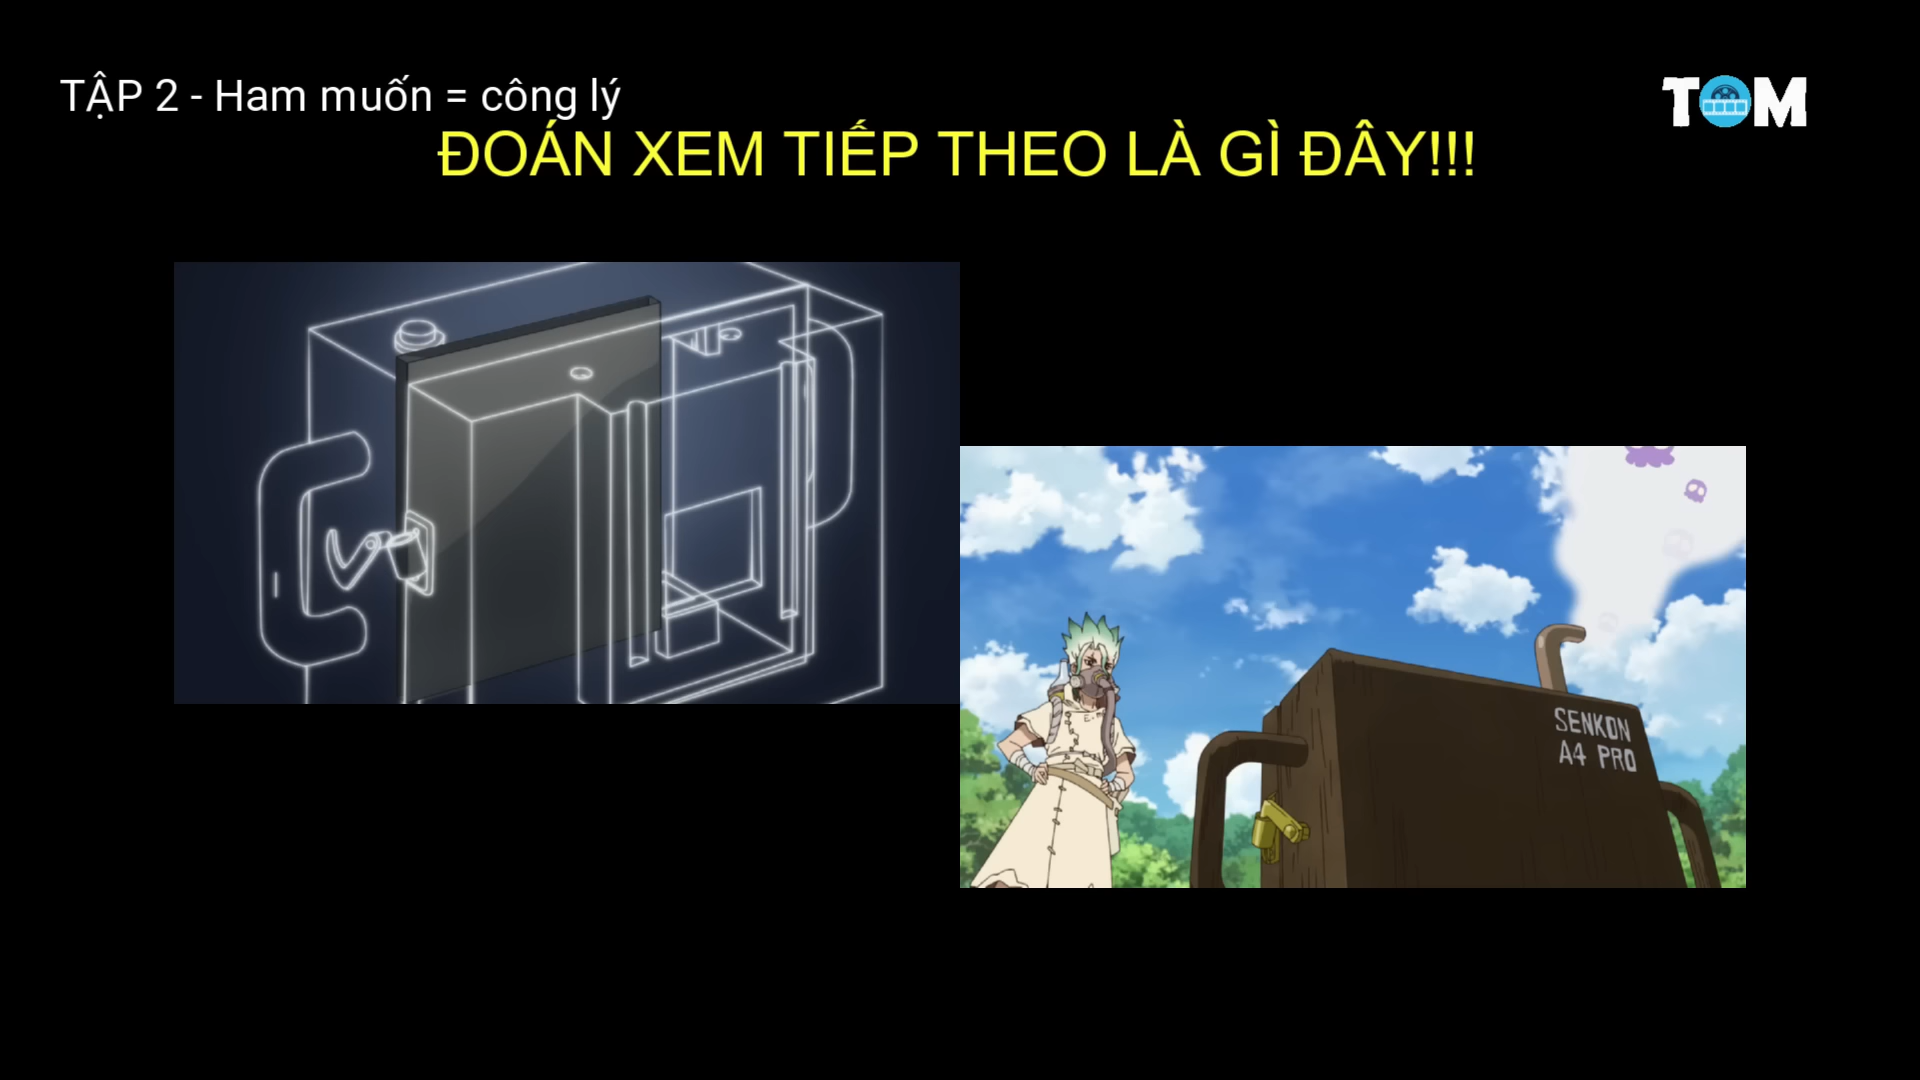 TẬP 2 - Ham muốn = công lý
TOM
ĐOÁN XEM TIẾP THEO LÀ GÌ ĐÂY!!!
SENKON
A4 PRO